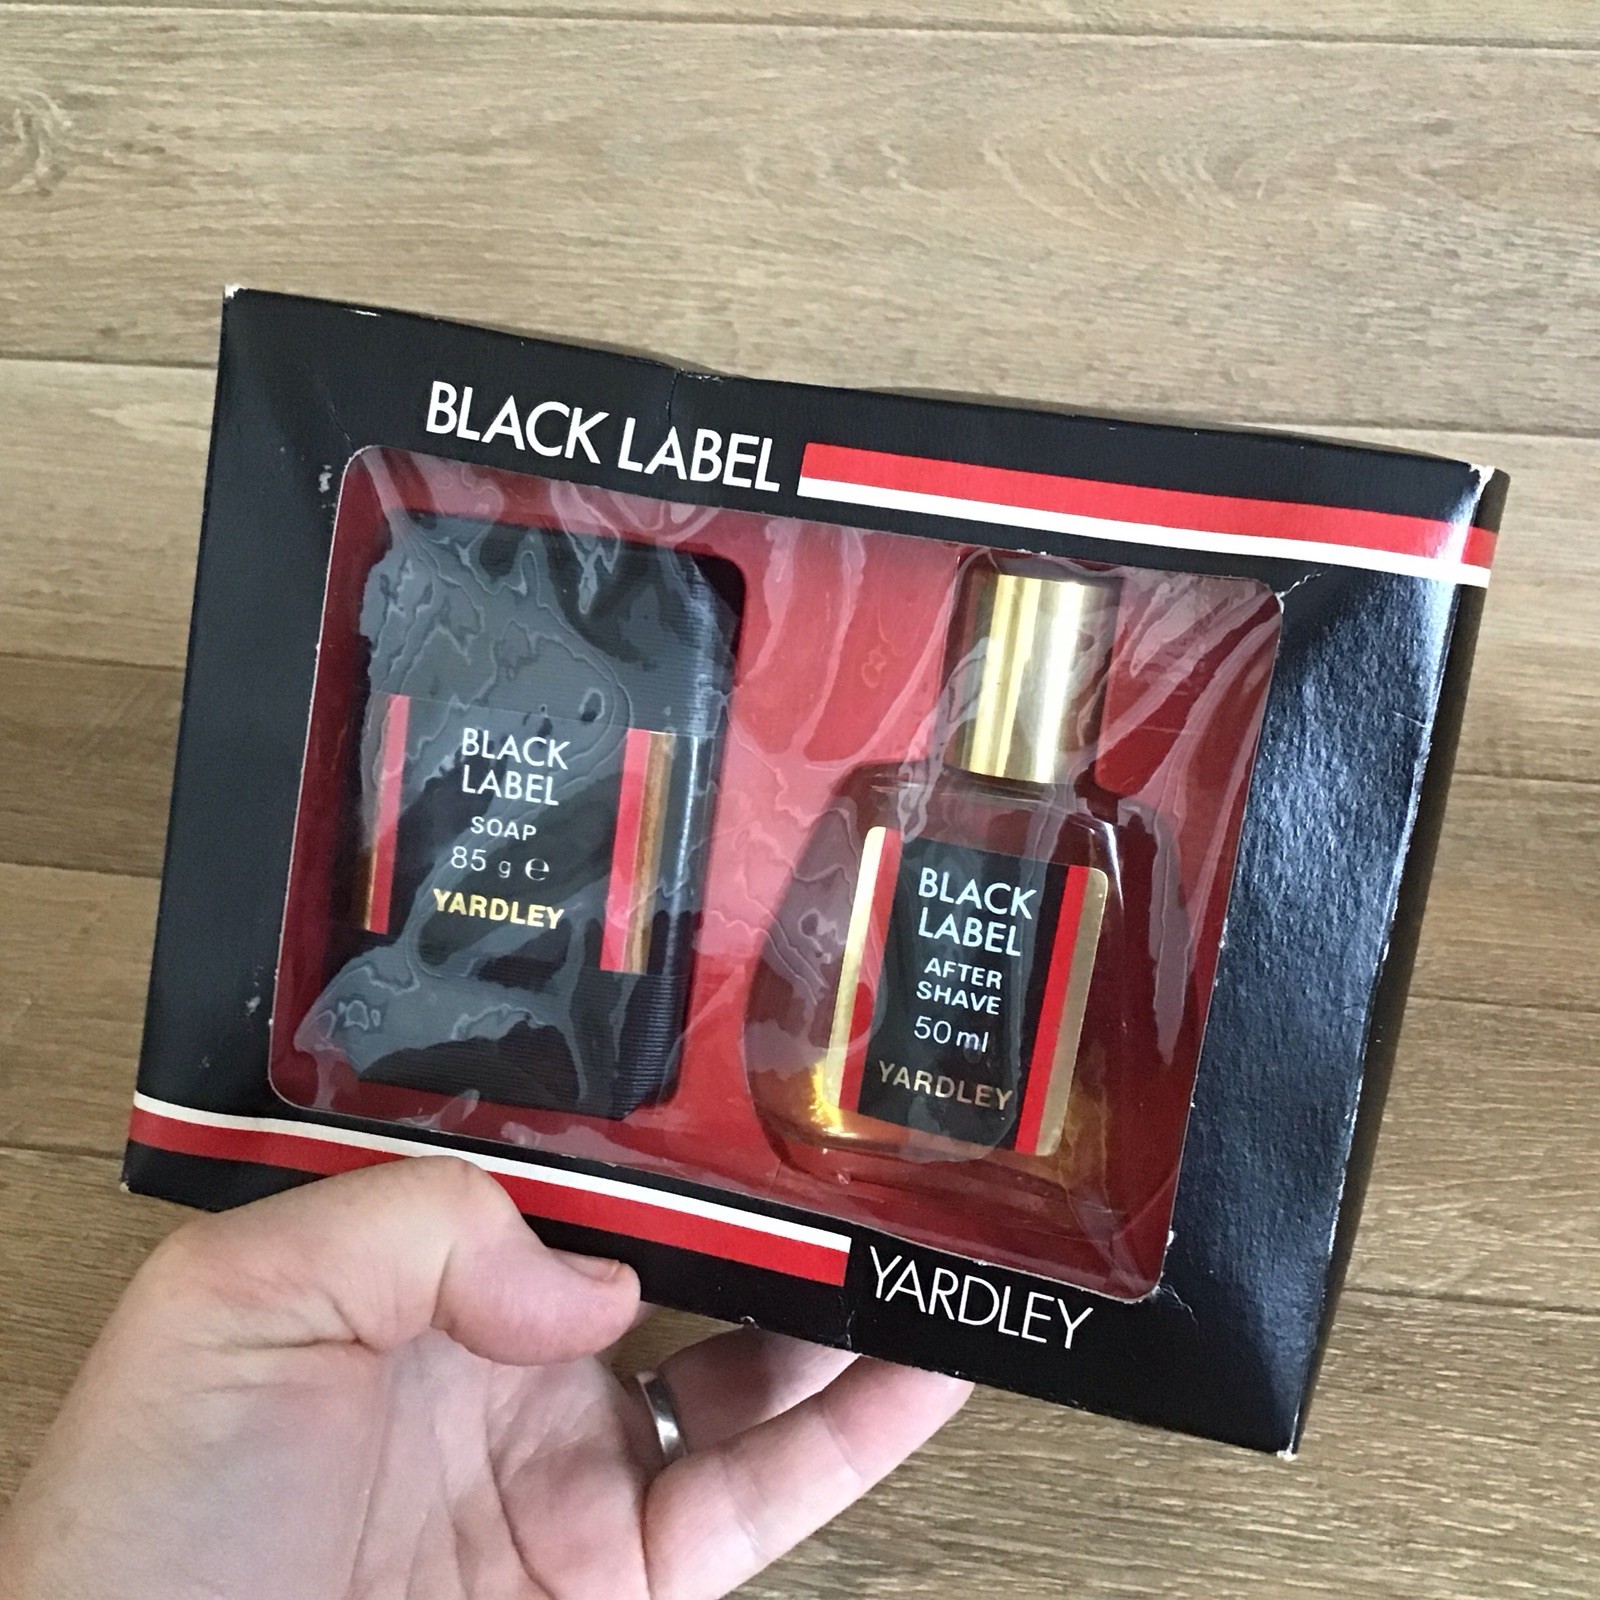 BLACK LABEL
BLACK
LABEL
SOAP
85 g ℮
YARDLEY
BLACK
LABEL
AFTER
SHAVE
50 ml
YARDLEY
YARDLEY